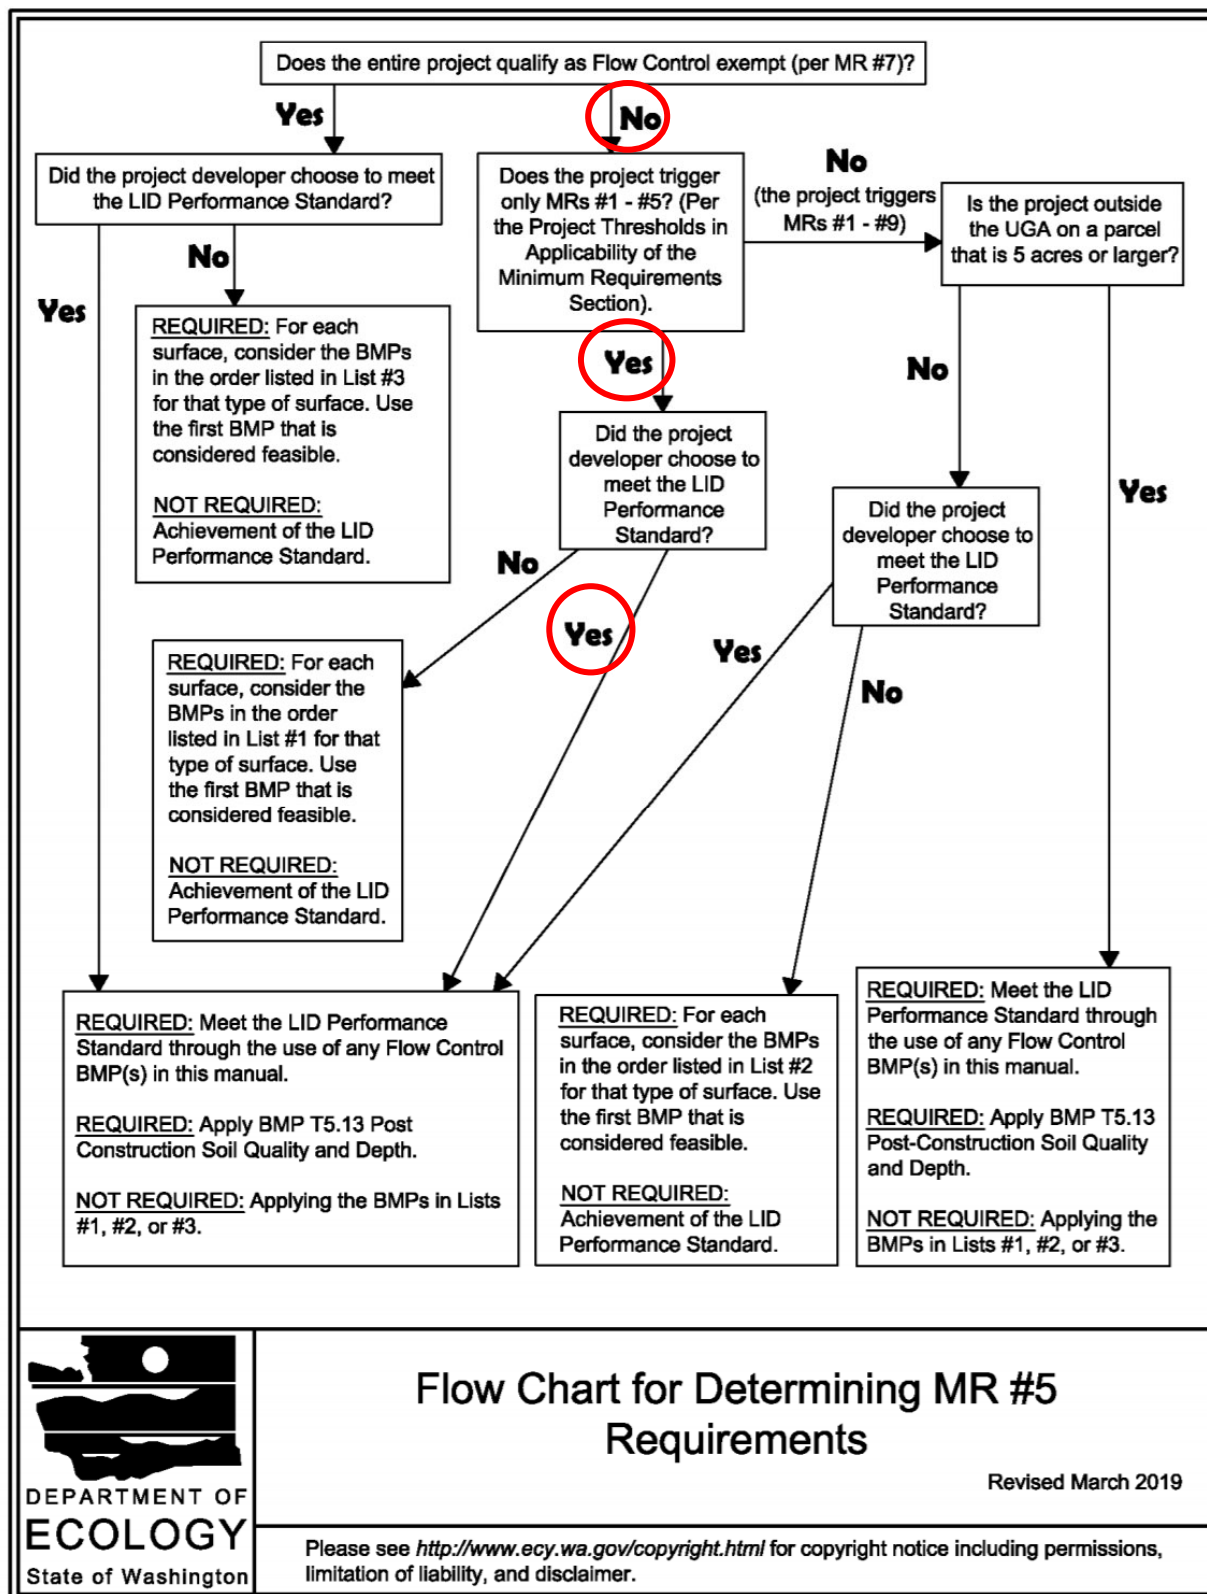 Does the entire project qualify as Flow Control exempt (per MR #7)?
Yes
No
Did the project developer choose to meet
the LID Performance Standard?
Does the project trigger
only MRs #1 - #5? (Per
the Project Thresholds in
Applicability of the
Minimum Requirements
Section).
No
(the project triggers
MRs #1 - #9)
Is the project outside
the UGA on a parcel
that is 5 acres or larger?
No
Yes
REQUIRED: For each
surface, consider the BMPs
in the order listed in List #3
for that type of surface. Use
the first BMP that is
considered feasible.
NOT REQUIRED:
Achievement of the LID
Performance Standard.
Yes
No
Yes
Did the project
developer choose to
meet the LID
Performance
Standard?
Did the project
developer choose to
meet the LID
Performance
Standard?
No
Yes
Yes
No
REQUIRED: For each
surface, consider the
BMPs in the order
listed in List #1 for that
type of surface. Use
the first BMP that is
considered feasible.
NOT REQUIRED:
Achievement of the LID
Performance Standard.
REQUIRED: Meet the LID Performance
Standard through the use of any Flow Control
BMP(s) in this manual.
REQUIRED: Apply BMP T5.13 Post
Construction Soil Quality and Depth.
NOT REQUIRED: Applying the BMPs in Lists
#1, #2, or #3.
REQUIRED: For each
surface, consider the BMPs
in the order listed in List #2
for that type of surface. Use
the first BMP that is
considered feasible.
NOT REQUIRED:
Achievement of the LID
Performance Standard.
REQUIRED: Meet the LID
Performance Standard through
the use of any Flow Control
BMP(s) in this manual.
REQUIRED: Apply BMP T5.13
Post-Construction Soil Quality
and Depth.
NOT REQUIRED: Applying the
BMPs in Lists #1, #2, or #3.
DEPARTMENT OF
ECOLOGY
State of Washington
Flow Chart for Determining MR #5
Requirements
Revised March 2019
Please see http://www.ecy.wa.gov/copyright.html for copyright notice including permissions,
limitation of liability, and disclaimer.